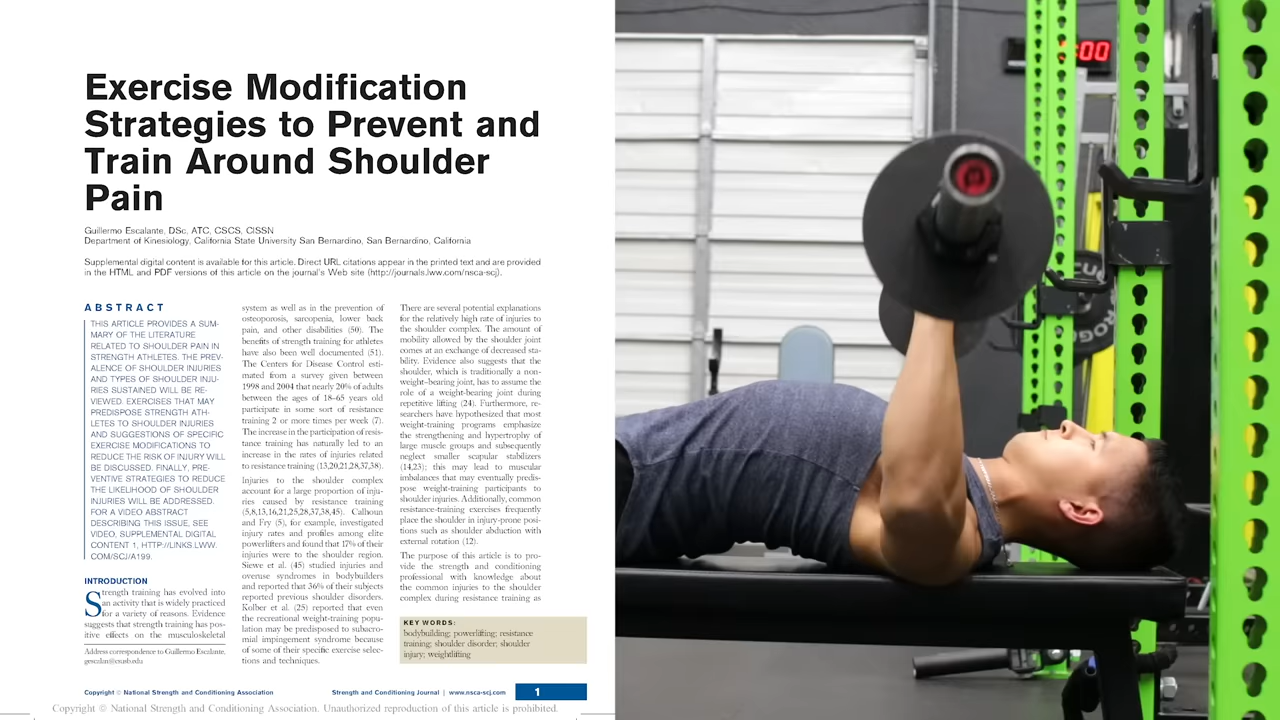 Exercise Modification
Strategies to Prevent and
Train Around Shoulder
Pain
Guillermo Escalante, DSc, ATC, CSCS, CISSN
Department of Kinesiology, California State University San Bernardino, San Bernardino, California
Supplemental digital content is available for this article. Direct URL citations appear in the printed text and are provided
in the HTML and PDF versions of this article on the journal's Web site (http://journals.lww.com/nsca-scj).
ABSTRACT
THIS ARTICLE PROVIDES A SUM-
MARY OF THE LITERATURE
RELATED TO SHOULDER PAIN IN
STRENGTH ATHLETES. THE PREV-
ALENCE OF SHOULDER INJURIES
AND TYPES OF SHOULDER INJU-
RIES SUSTAINED WILL BE RE-
VIEWED. EXERCISES THAT MAY
PREDISPOSE STRENGTH ATH-
LETES TO SHOULDER INJURIES
AND SUGGESTIONS OF SPECIFIC
EXERCISE MODIFICATIONS TO
REDUCE THE RISK OF INJURY WILL
BE DISCUSSED. FINALLY, PRE-
VENTIVE STRATEGIES TO REDUCE
THE LIKELIHOOD OF SHOULDER
INJURIES WILL BE ADDRESSED.
FOR A VIDEO ABSTRACT
DESCRIBING THIS ISSUE, SEE
VIDEO, SUPPLEMENTAL DIGITAL
CONTENT 1, HTTP://LINKS.LWW.
COM/SCJ/A199.
INTRODUCTION
Strength training has evolved into
an activity that is widely practiced
for a variety of reasons. Evidence
suggests that strength training has pos-
itive effects on the musculoskeletal
Address correspondence to Guillermo Escalante,
gescalan@csusb.edu
system as well as in the prevention of
osteoporosis, sarcopenia, lower back
pain, and other disabilities (50). The
benefits of strength training for athletes
have also been well documented (51).
The Centers for Disease Control esti-
mated from a survey given between
1998 and 2004 that nearly 20% of adults
between the ages of 18–65 years old
participate in some sort of resistance
training 2 or more times per week (7).
The increase in the participation of resis-
tance training has naturally led to an
increase in the rates of injuries related
to resistance training (13,20,21,28,37,38).
Injuries to the shoulder complex
account for a large proportion of inju-
ries caused by resistance training
(5,8,13,16,21,25,28,37,38,45). Calhoun
and Fry (5), for example, investigated
injury rates and profiles among elite
powerlifters and found that 17% of their
injuries were to the shoulder region.
Siewe et al. (45) studied injuries and
overuse syndromes in bodybuilders
and reported that 36% of their subjects
reported previous shoulder disorders.
Kolber et al. (25) reported that even
the recreational weight-training popu-
lation may be predisposed to subacro-
mial impingement syndrome because
of some of their specific exercise selec-
tions and techniques.
There are several potential explanations
for the relatively high rate of injuries to
the shoulder complex. The amount of
mobility allowed by the shoulder joint
comes at an exchange of decreased sta-
bility. Evidence also suggests that the
shoulder, which is traditionally a non-
weight–bearing joint, has to assume the
role of a weight-bearing joint during
repetitive lifting (24). Furthermore, re-
searchers have hypothesized that most
weight-training programs emphasize
the strengthening and hypertrophy of
large muscle groups and subsequently
neglect smaller scapular stabilizers
(14,23); this may lead to muscular
imbalances that may eventually predis-
pose weight-training participants to
shoulder injuries. Additionally, common
resistance-training exercises frequently
place the shoulder in injury-prone posi-
tions such as shoulder abduction with
external rotation (12).
The purpose of this article is to pro-
vide the strength and conditioning
professional with knowledge about
the common injuries to the shoulder
complex during resistance training as
KEY WORDS:
bodybuilding; powerlifting; resistance
training; shoulder disorder; shoulder
injury; weightlifting
Copyright © National Strength and Conditioning Association
Strength and Conditioning Journal | www.nsca-scj.com
1
Copyright © National Strength and Conditioning Association. Unauthorized reproduction of this article is prohibited.
:00
ROG